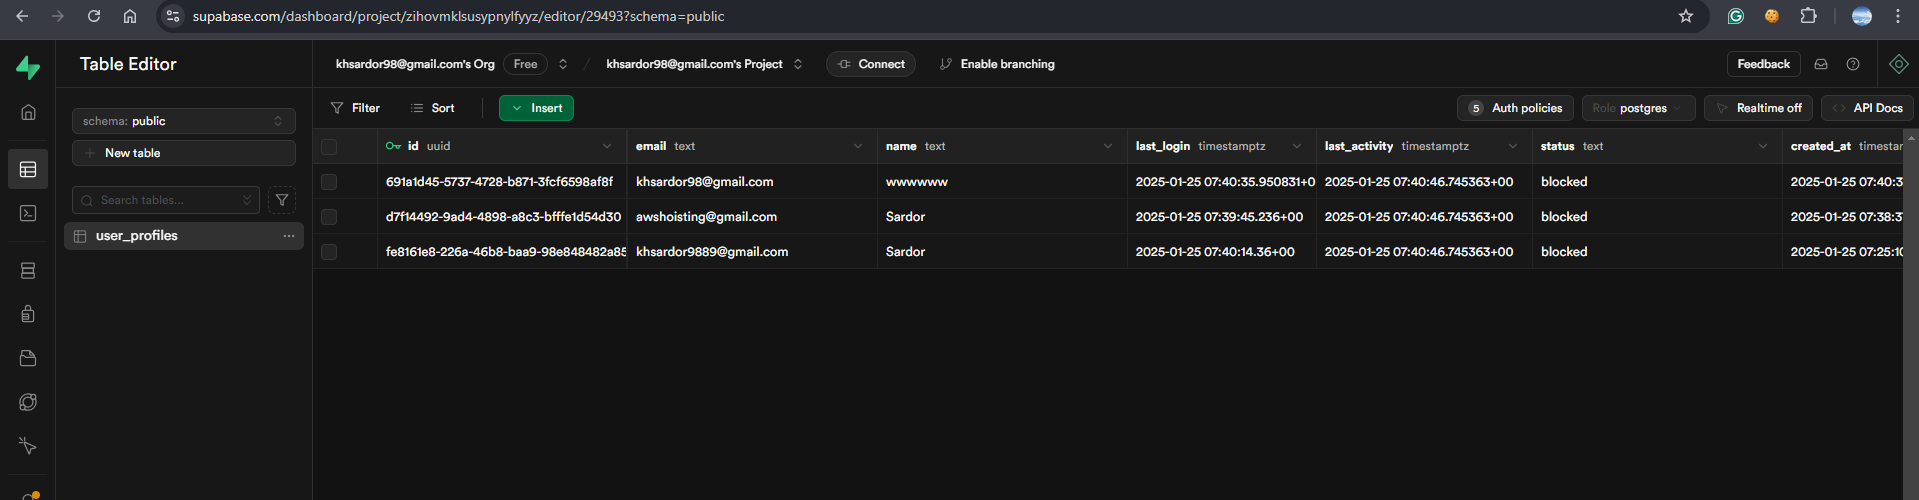 supabase.com/dashboard/project/zihovmklsusypnylfyyz/editor/29493?schema=public
Table Editor
khsardor98@gmail.com's Org Free / khsardor98@gmail.com's Project Connect Enable branching Feedback
schema: public
New table
Search tables...
user_profiles
Filter Sort Insert 5 Auth policies Role postgres Realtime off API Docs
id uuid email text name text last_login timestamptz last_activity timestamptz status text created_at timestar
691a1d45-5737-4728-b871-3fcf6598af8f khsardor98@gmail.com wwwwww 2025-01-25 07:40:35.950831+0 2025-01-25 07:40:46.745363+00 blocked 2025-01-25 07:40:3
d7f14492-9ad4-4898-a8c3-bfffe1d54d30 awshoisting@gmail.com Sardor 2025-01-25 07:39:45.236+00 2025-01-25 07:40:46.745363+00 blocked 2025-01-25 07:38:3
fe8161e8-226a-46b8-baa9-98e848482a85 khsardor9889@gmail.com Sardor 2025-01-25 07:40:14.36+00 2025-01-25 07:40:46.745363+00 blocked 2025-01-25 07:25:10